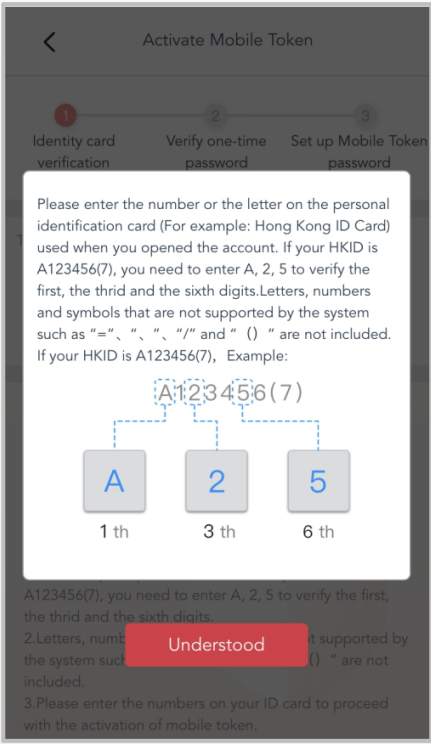 Activate Mobile Token
1
2
3
Identity card
verification
Verify one-time
password
Set up Mobile Token
password
Please enter the number or the letter on the personal
identification card (For example: Hong Kong ID Card)
used when you opened the account. If your HKID is
A123456(7), you need to enter A, 2, 5 to verify the
first, the thrid and the sixth digits.Letters, numbers
and symbols that are not supported by the system
such as “=”、“、”、“/” and “ () ” are not included.
If your HKID is A123456(7), Example:
A123456(7)
A
2
5
1 th
3 th
6 th
A123456(7), you need to enter A, 2, 5 to verify the first,
the thrid and the sixth digits.
2.Letters, numb
t supported by
the system such
() ” are not
Understood
included.
3.Please enter the numbers on your ID card to proceed
with the activation of mobile token.